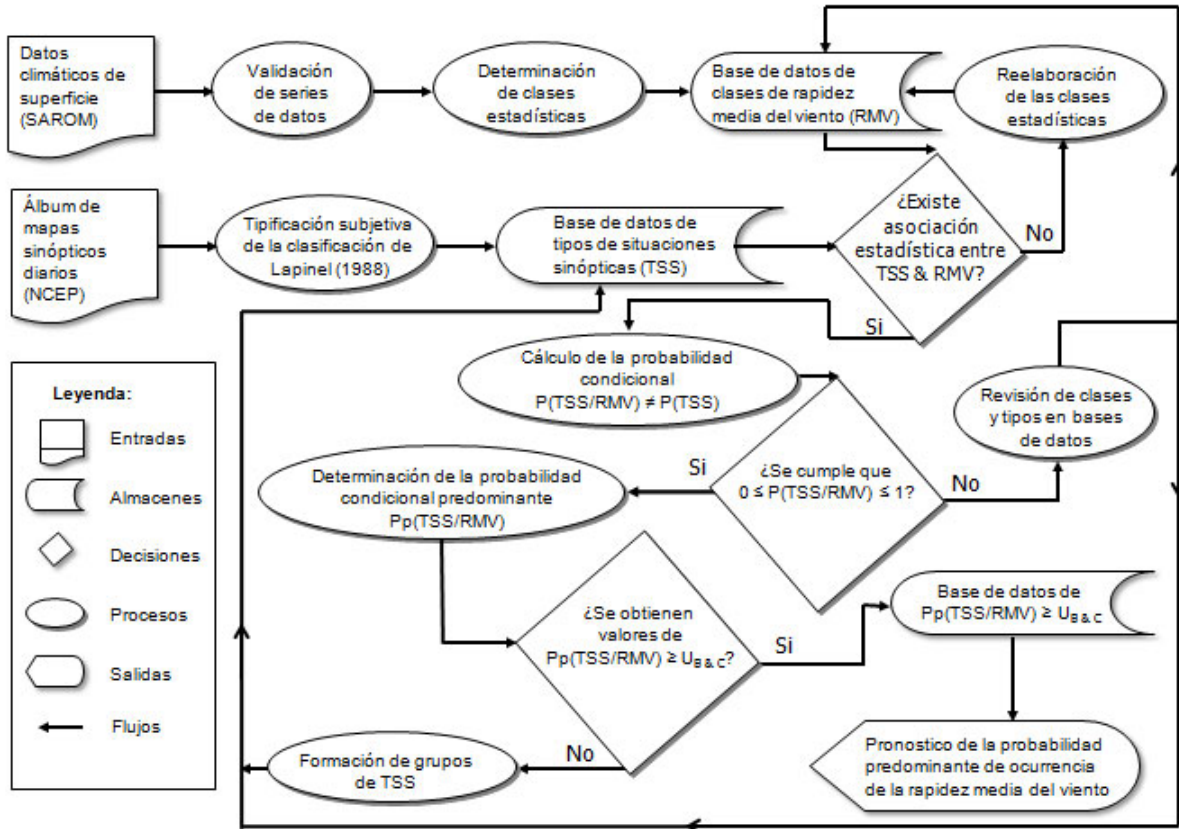 Datos
climáticos de
superficie
(SAROM)
Validación
de series
de datos
Determinación
de clases
estadísticas
Base de datos de
clases de rapidez
media del viento (RMV)
Reelaboración
de las clases
estadísticas
Álbum de
mapas
sinópticos
diarios
(NCEP)
Tipificación subjetiva
de la clasificación de
Lapinel (1988)
Base de datos de
tipos de situaciones
sinópticas (TSS)
¿Existe
asociación
estadística entre
TSS & RMV?
No
Si
Cálculo de la probabilidad
condicional
P(TSS/RMV) ≠ P(TSS)
Revisión de clases
y tipos en bases
de datos
¿Se cumple que
0 ≤ P(TSS/RMV) ≤ 1?
Si
No
Determinación de la probabilidad
condicional predominante
Pp(TSS/RMV)
¿Se obtienen
valores de
Pp(TSS/RMV) ≥ U_{B & C}?
Si
No
Base de datos de
Pp(TSS/RMV) ≥ U_{B & C}
Formación de grupos
de TSS
Pronostico de la probabilidad
predominante de ocurrencia
de la rapidez media del viento
Leyenda:
Entradas
Almacenes
Decisiones
Procesos
Salidas
Flujos